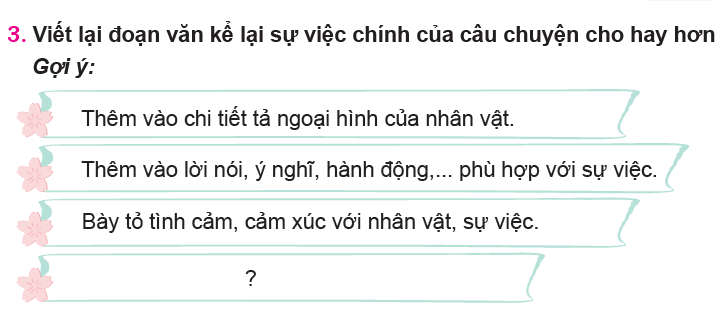 3. Viết lại đoạn văn kể lại sự việc chính của câu chuyện cho hay hơn
Gợi ý:
Thêm vào chi tiết tả ngoại hình của nhân vật.
Thêm vào lời nói, ý nghĩ, hành động,... phù hợp với sự việc.
Bày tỏ tình cảm, cảm xúc với nhân vật, sự việc.
?